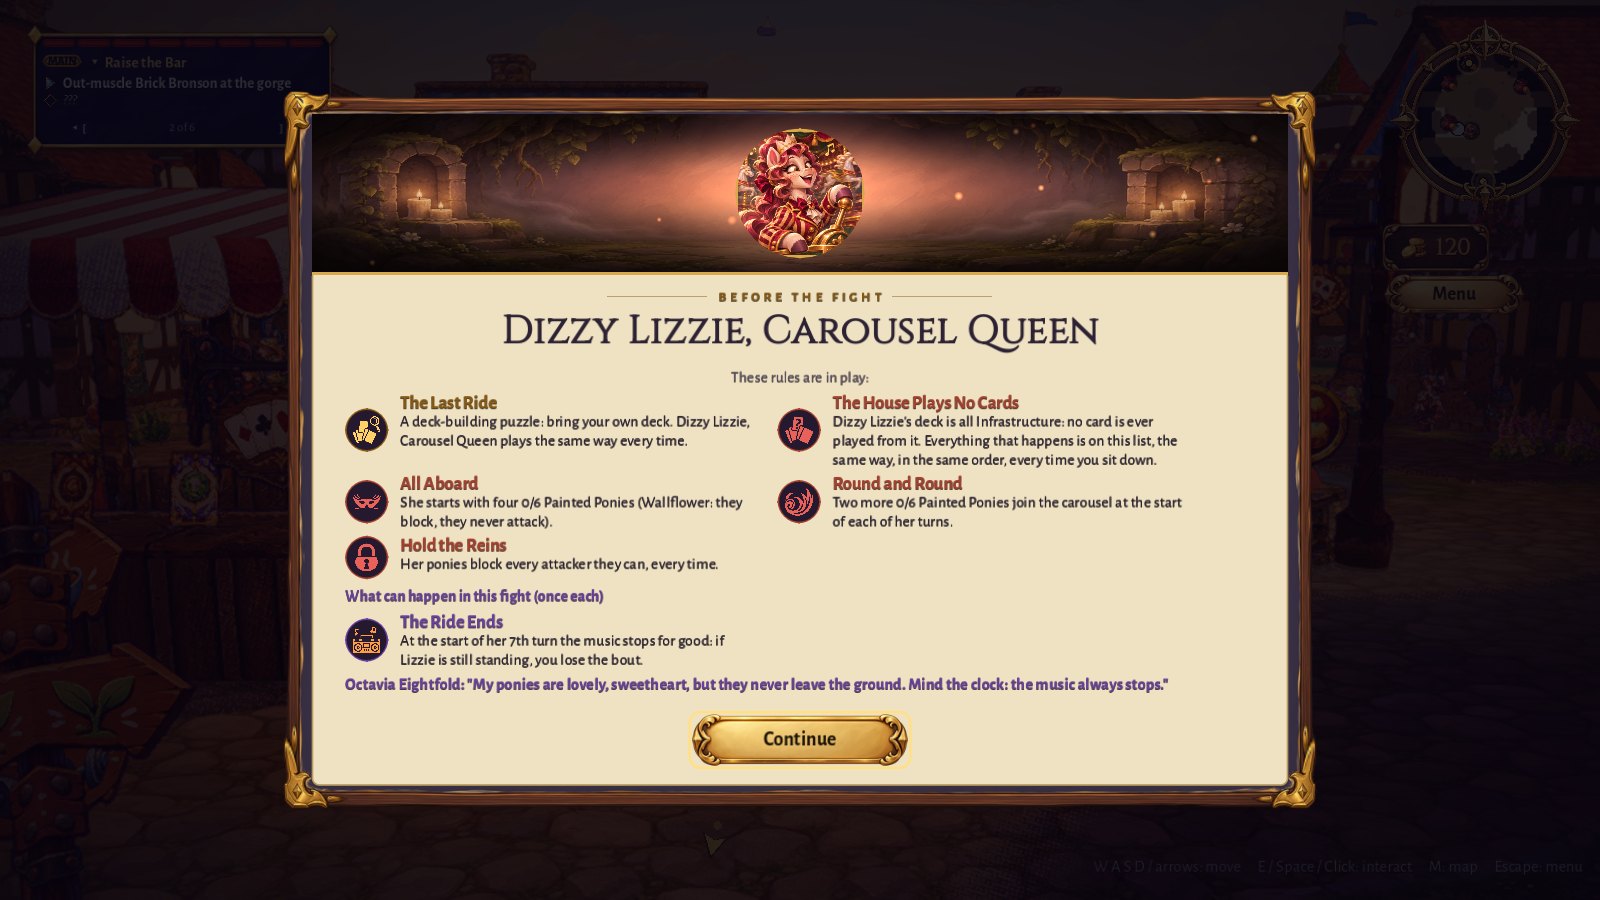 MAIN ▾ Raise the Bar
Out-muscle Brick Bronson at the gorge
???
2 of 6
120
Menu
BEFORE THE FIGHT
Dizzy Lizzie, Carousel Queen
These rules are in play:
The Last Ride
A deck-building puzzle: bring your own deck. Dizzy Lizzie,
Carousel Queen plays the same way every time.
The House Plays No Cards
Dizzy Lizzie's deck is all Infrastructure: no card is ever
played from it. Everything that happens is on this list, the
same way, in the same order, every time you sit down.
All Aboard
She starts with four 0/6 Painted Ponies (Wallflower: they
block, they never attack).
Round and Round
Two more 0/6 Painted Ponies join the carousel at the start
of each of her turns.
Hold the Reins
Her ponies block every attacker they can, every time.
What can happen in this fight (once each)
The Ride Ends
At the start of her 7th turn the music stops for good: if
Lizzie is still standing, you lose the bout.
Octavia Eightfold: "My ponies are lovely, sweetheart, but they never leave the ground. Mind the clock: the music always stops."
Continue
W A S D / arrows: move E / Space / Click: interact M: map Escape: menu